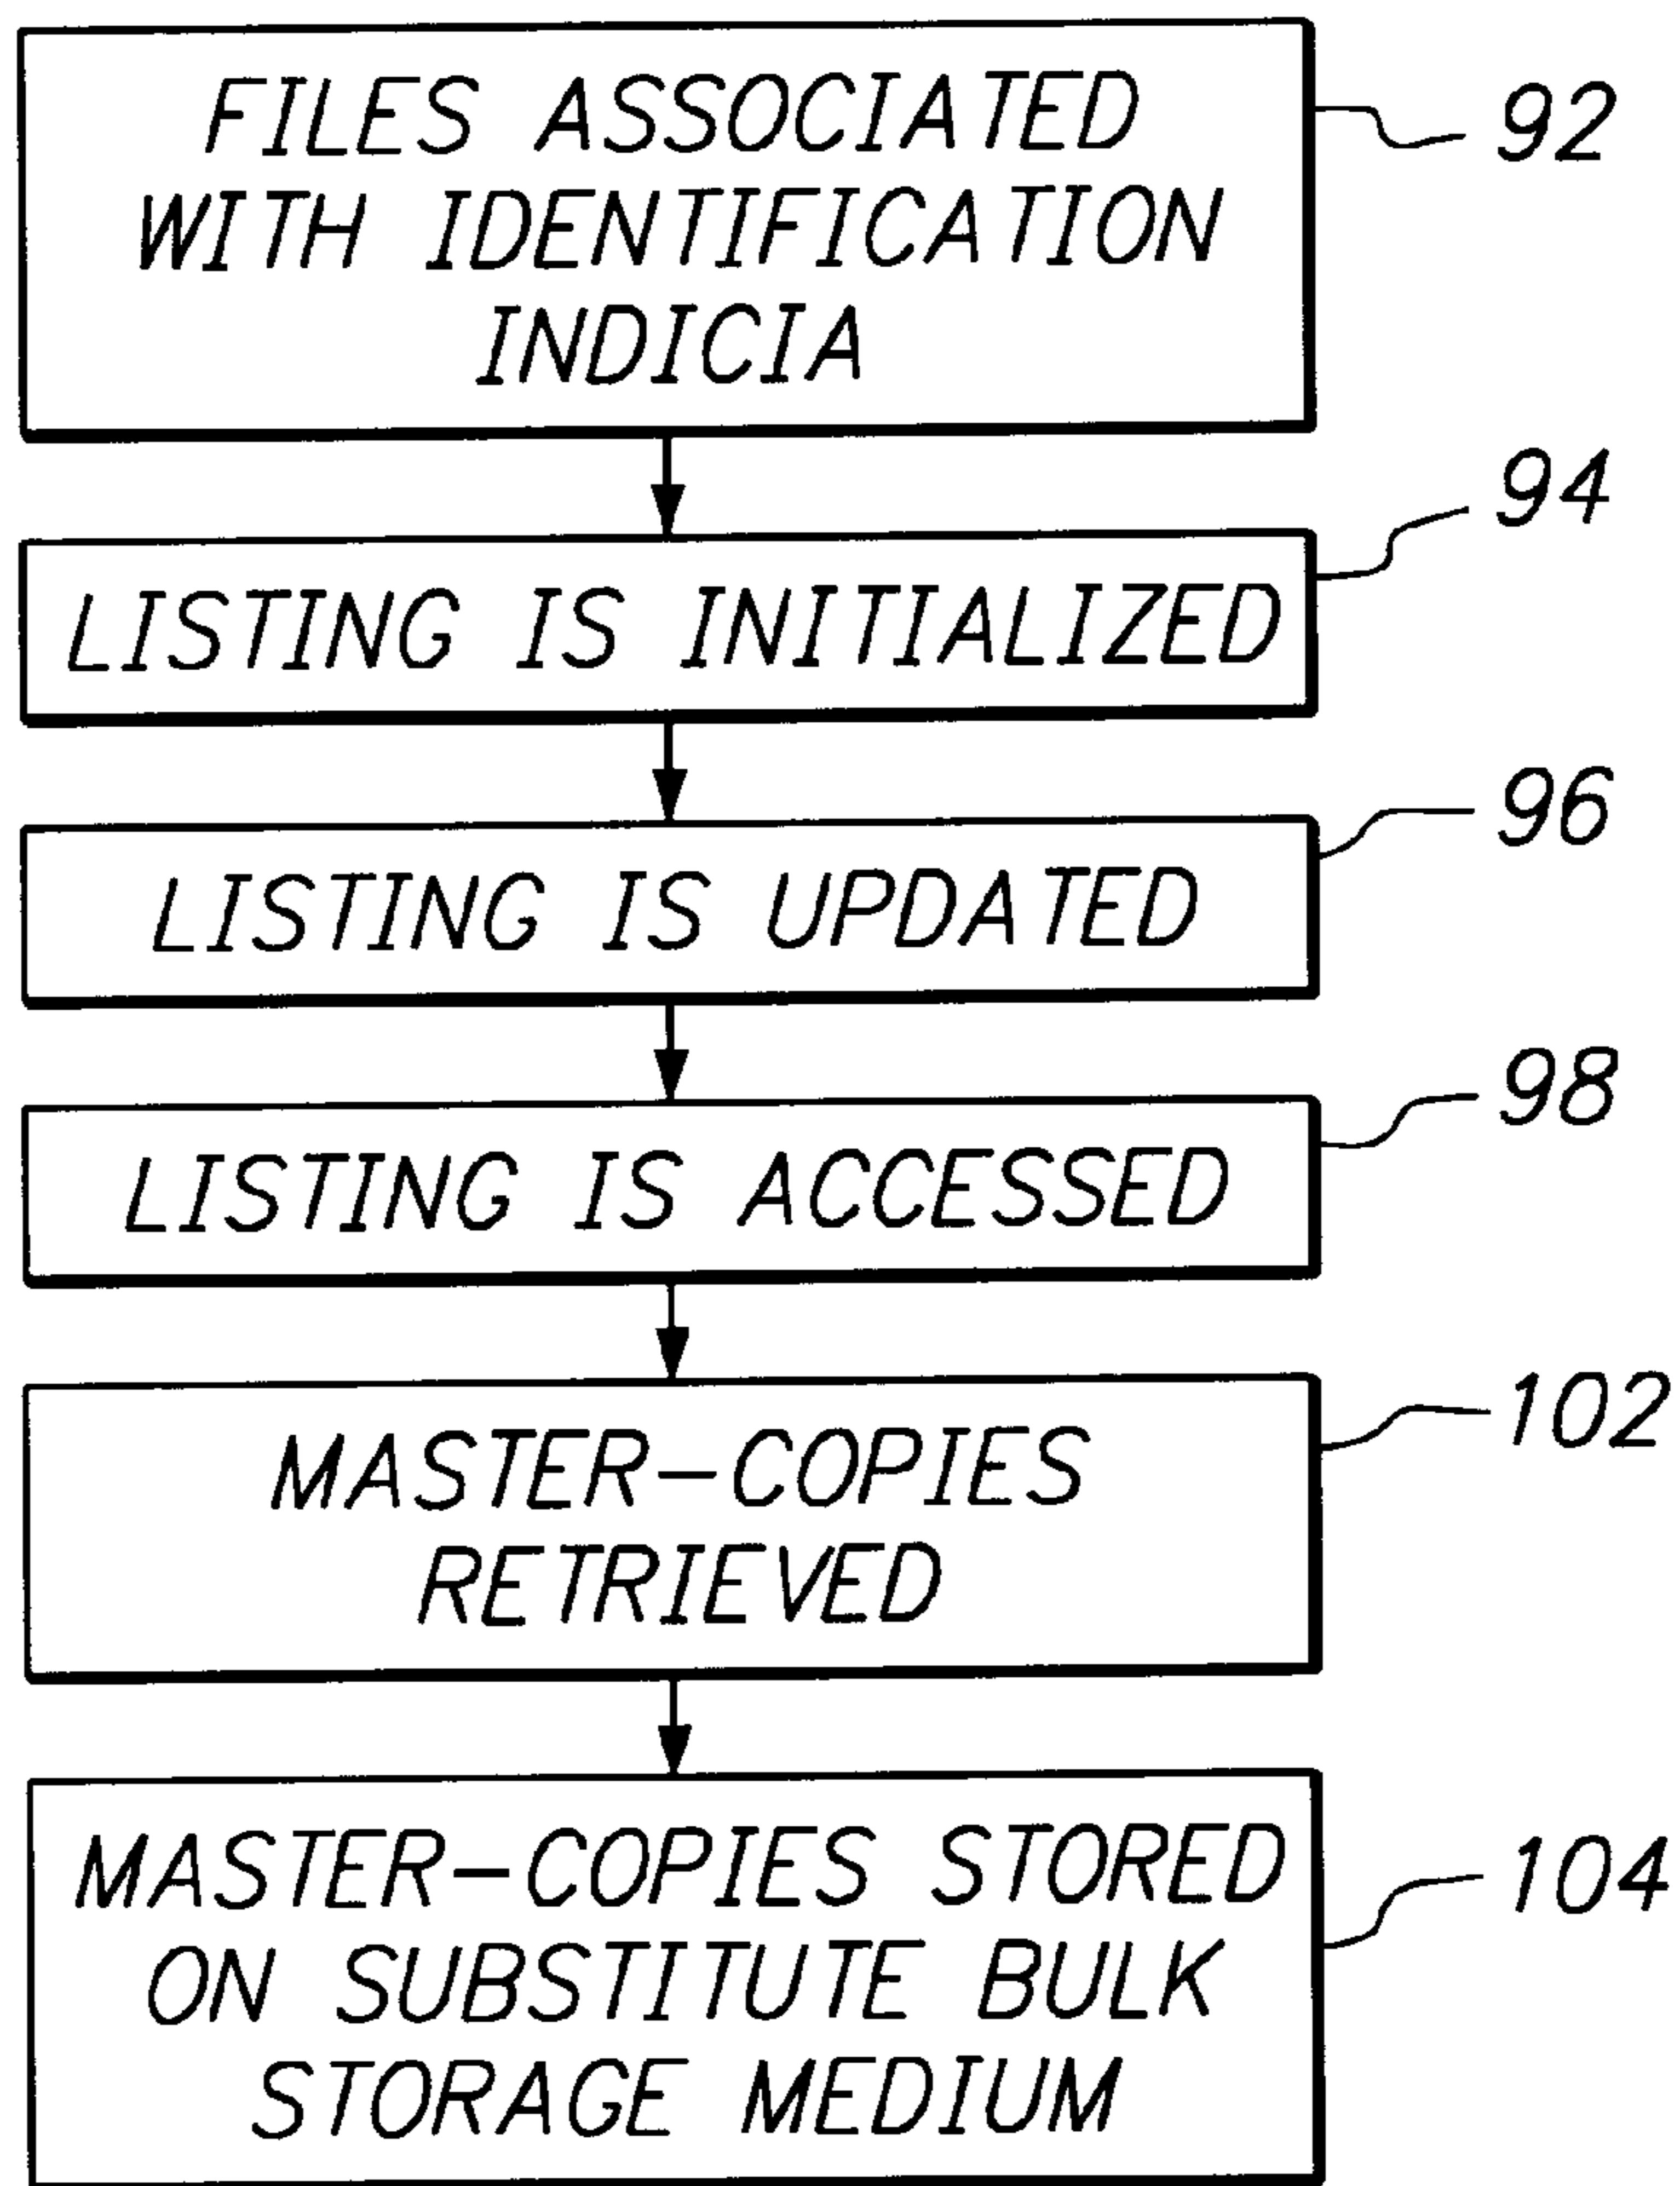 FILES ASSOCIATED
WITH IDENTIFICATION
INDICIA
92
LISTING IS INITIALIZED
94
LISTING IS UPDATED
96
LISTING IS ACCESSED
98
MASTER-COPIES
RETRIEVED
102
MASTER-COPIES STORED
ON SUBSTITUTE BULK
STORAGE MEDIUM
104